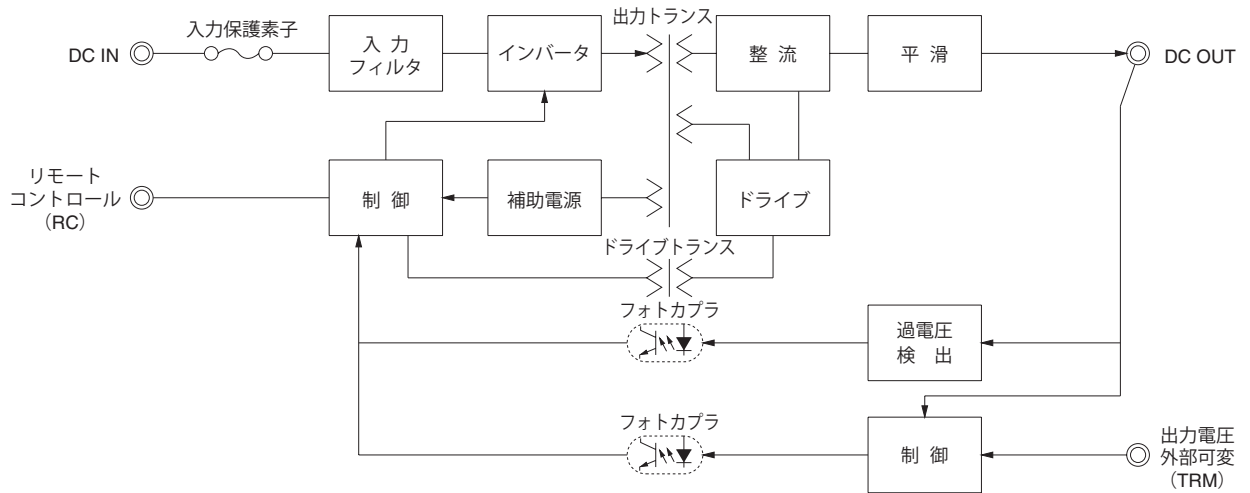 出力トランス
入力保護素子
DC IN
入 力
フィルタ
インバータ
整 流
平 滑
DC OUT
リモート
コントロール
（RC）
制 御
補助電源
ドライブ
ドライブトランス
フォトカプラ
過電圧
検 出
フォトカプラ
制 御
出力電圧
外部可変
（TRM）